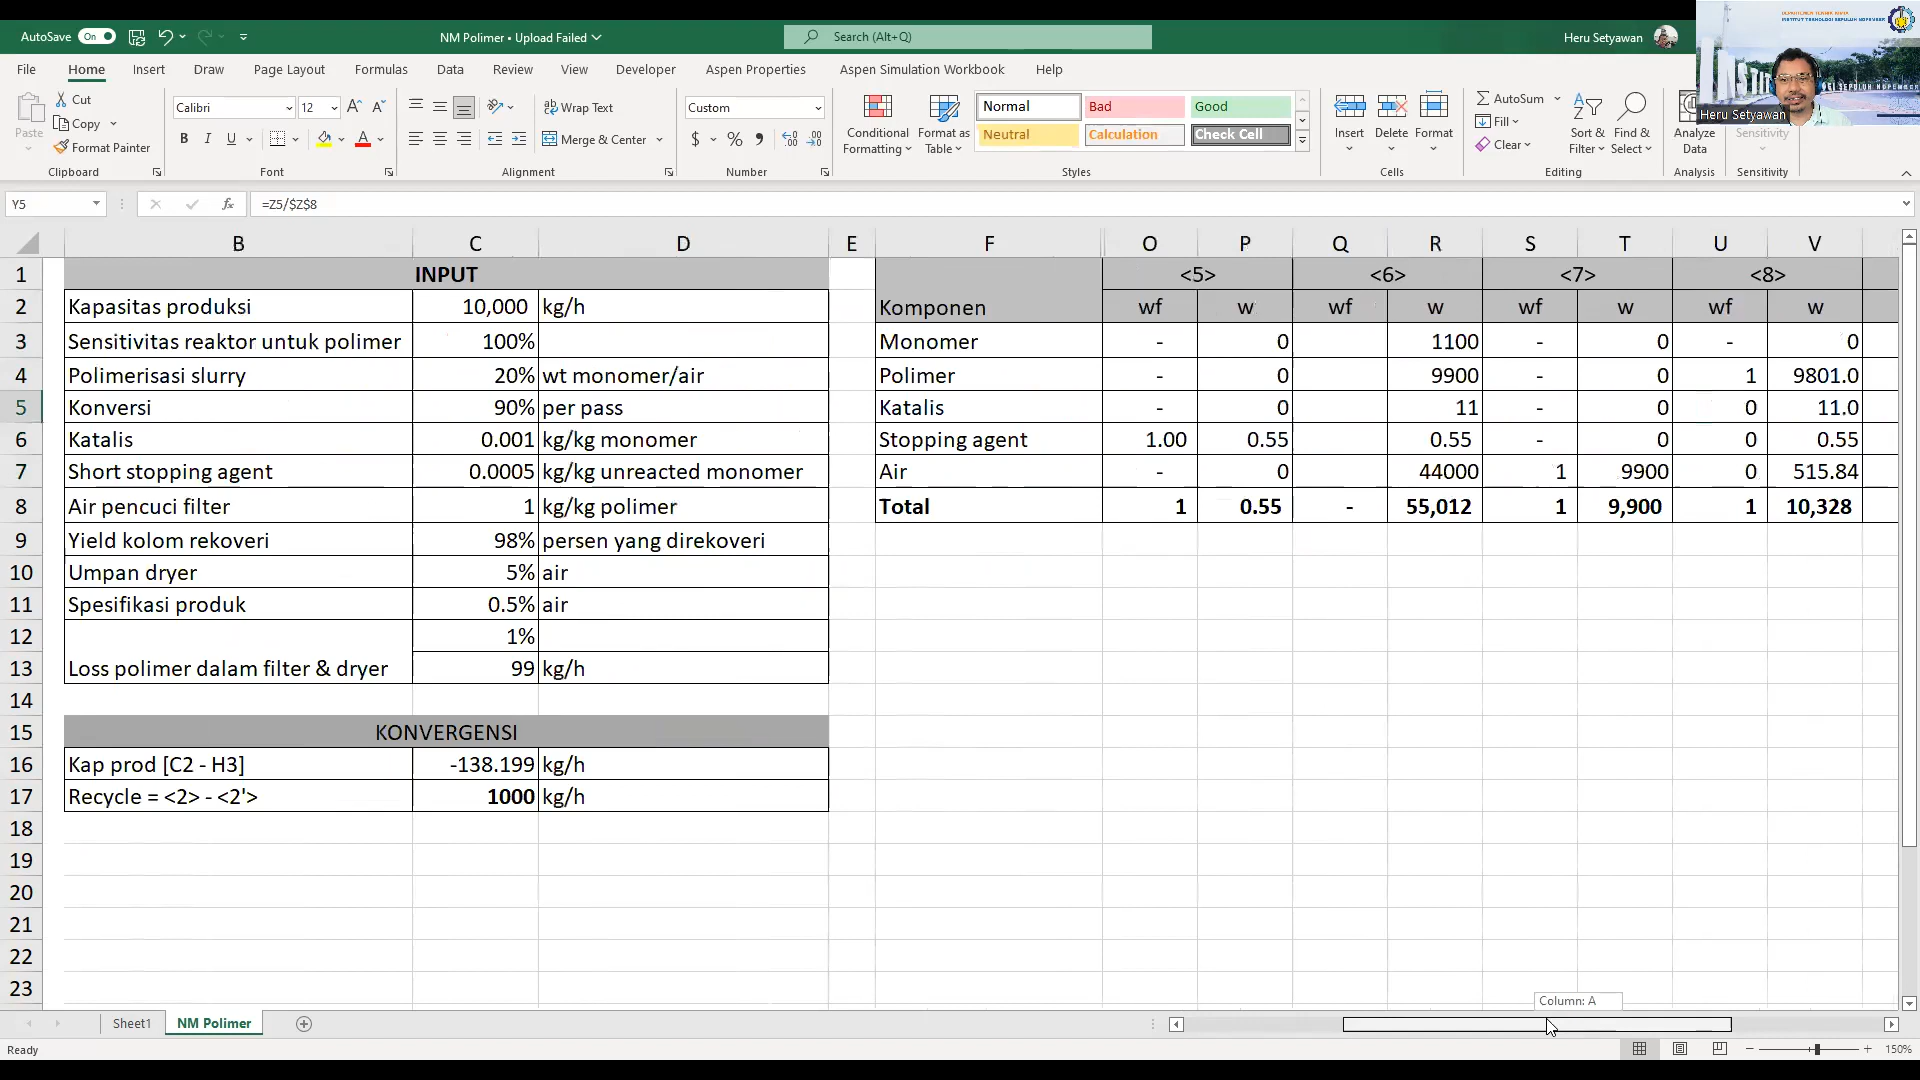 AutoSave On
NM Polimer • Upload Failed
Search (Alt+Q)
Heru Setyawan
File Home Insert Draw Page Layout Formulas Data Review View Developer Aspen Properties Aspen Simulation Workbook Help
Paste
Cut
Copy
Format Painter
Clipboard
Calibri 12
B I U
Font
Wrap Text
Merge & Center
Alignment
Custom
$ %
Number
Conditional Formatting
Format as Table
Normal Bad Good
Neutral Calculation Check Cell
Styles
Insert Delete Format
Cells
AutoSum
Fill
Clear
Sort & Filter
Find & Select
Editing
Analyze Data
Analysis
Sensitivity
Sensitivity
INSTITUT TEKNOLOGI SEPULUH NOPEMBER
Heru Setyawan
Y5 fx =Z5/$Z$8
B C D E F O P Q R S T U V
1 INPUT <5> <6> <7> <8>
2 Kapasitas produksi 10,000 kg/h Komponen wf w wf w wf w wf w
3 Sensitivitas reaktor untuk polimer 100% Monomer - 0 1100 - 0 - 0
4 Polimerisasi slurry 20% wt monomer/air Polimer - 0 9900 - 0 1 9801.0
5 Konversi 90% per pass Katalis - 0 11 - 0 0 11.0
6 Katalis 0.001 kg/kg monomer Stopping agent 1.00 0.55 0.55 - 0 0 0.55
7 Short stopping agent 0.0005 kg/kg unreacted monomer Air - 0 44000 1 9900 0 515.84
8 Air pencuci filter 1 kg/kg polimer Total 1 0.55 - 55,012 1 9,900 1 10,328
9 Yield kolom rekoveri 98% persen yang direkoveri
10 Umpan dryer 5% air
11 Spesifikasi produk 0.5% air
12 1%
13 Loss polimer dalam filter & dryer 99 kg/h
14
15 KONVERGENSI
16 Kap prod [C2 - H3] -138.199 kg/h
17 Recycle = <2> - <2'> 1000 kg/h
18
19
20
21
22
23
Column: A
Sheet1 NM Polimer
Ready
150%